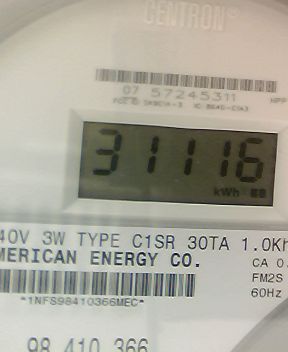 CENTRON®
07 57245311
HPP
31116
kWh
40V 3W TYPE C1SR 30TA 1.0Kh
MERICAN ENERGY CO.
CA 0.
FM2S
60Hz
*1NFS98410366MEC*
98 410 366